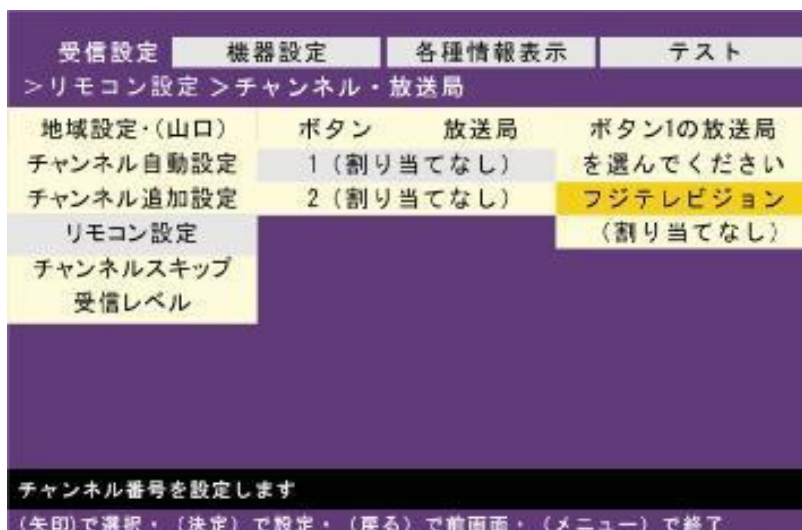 受信設定 機器設定 各種情報表示 テスト
>リモコン設定 >チャンネル・放送局
地域設定・(山口) ボタン 放送局 ボタン1の放送局
チャンネル自動設定 1 (割り当てなし) を選んでください
チャンネル追加設定 2 (割り当てなし) フジテレビジョン
リモコン設定 (割り当てなし)
チャンネルスキップ
受信レベル
チャンネル番号を設定します
(矢印)で選択・ (決定) で設定・ (戻る) で前画面・ (メニュー) で終了